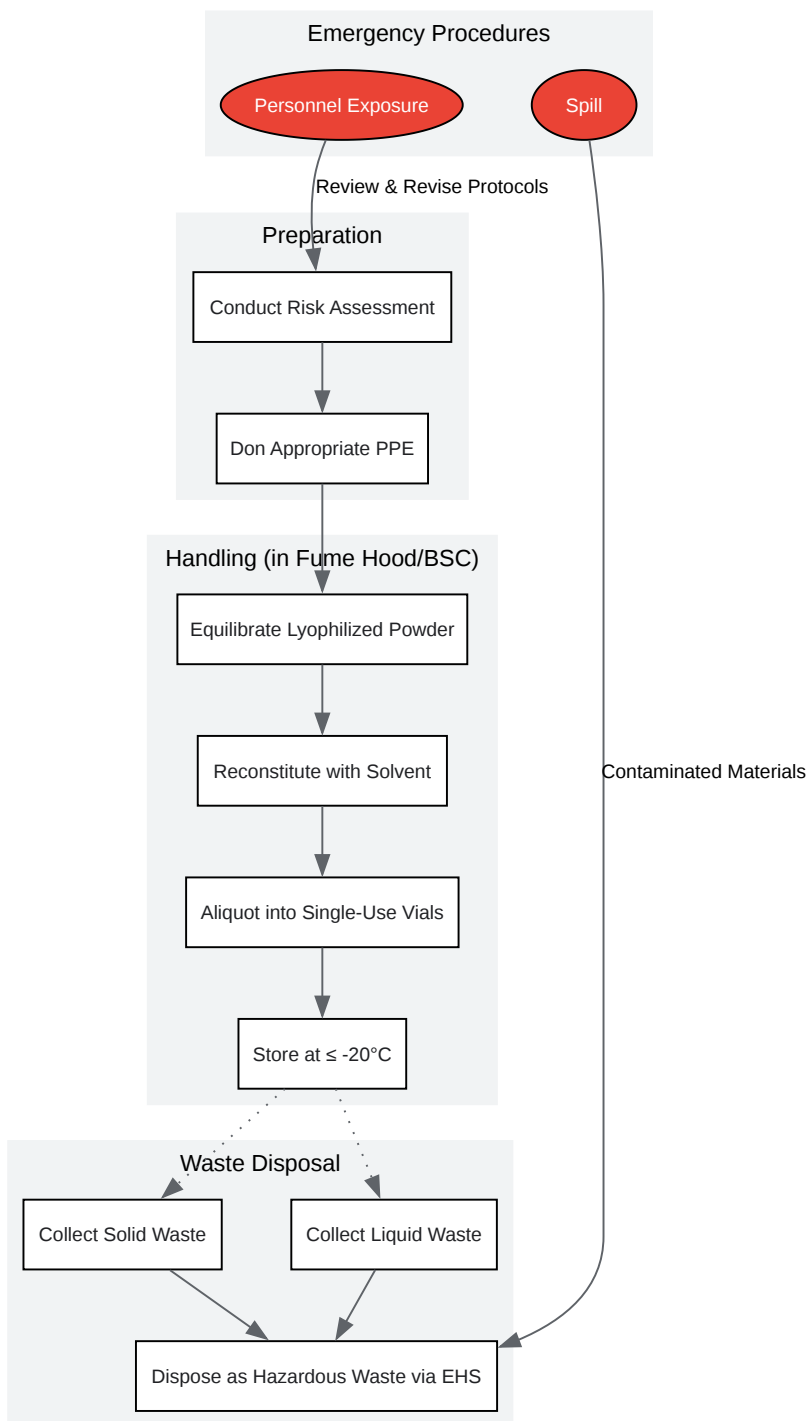 Emergency Procedures
Personnel Exposure
Spill
Review & Revise Protocols
Preparation
Conduct Risk Assessment
Don Appropriate PPE
Handling (in Fume Hood/BSC)
Equilibrate Lyophilized Powder
Reconstitute with Solvent
Contaminated Materials
Aliquot into Single-Use Vials
Store at ≤ -20°C
Waste Disposal
Collect Solid Waste
Collect Liquid Waste
Dispose as Hazardous Waste via EHS